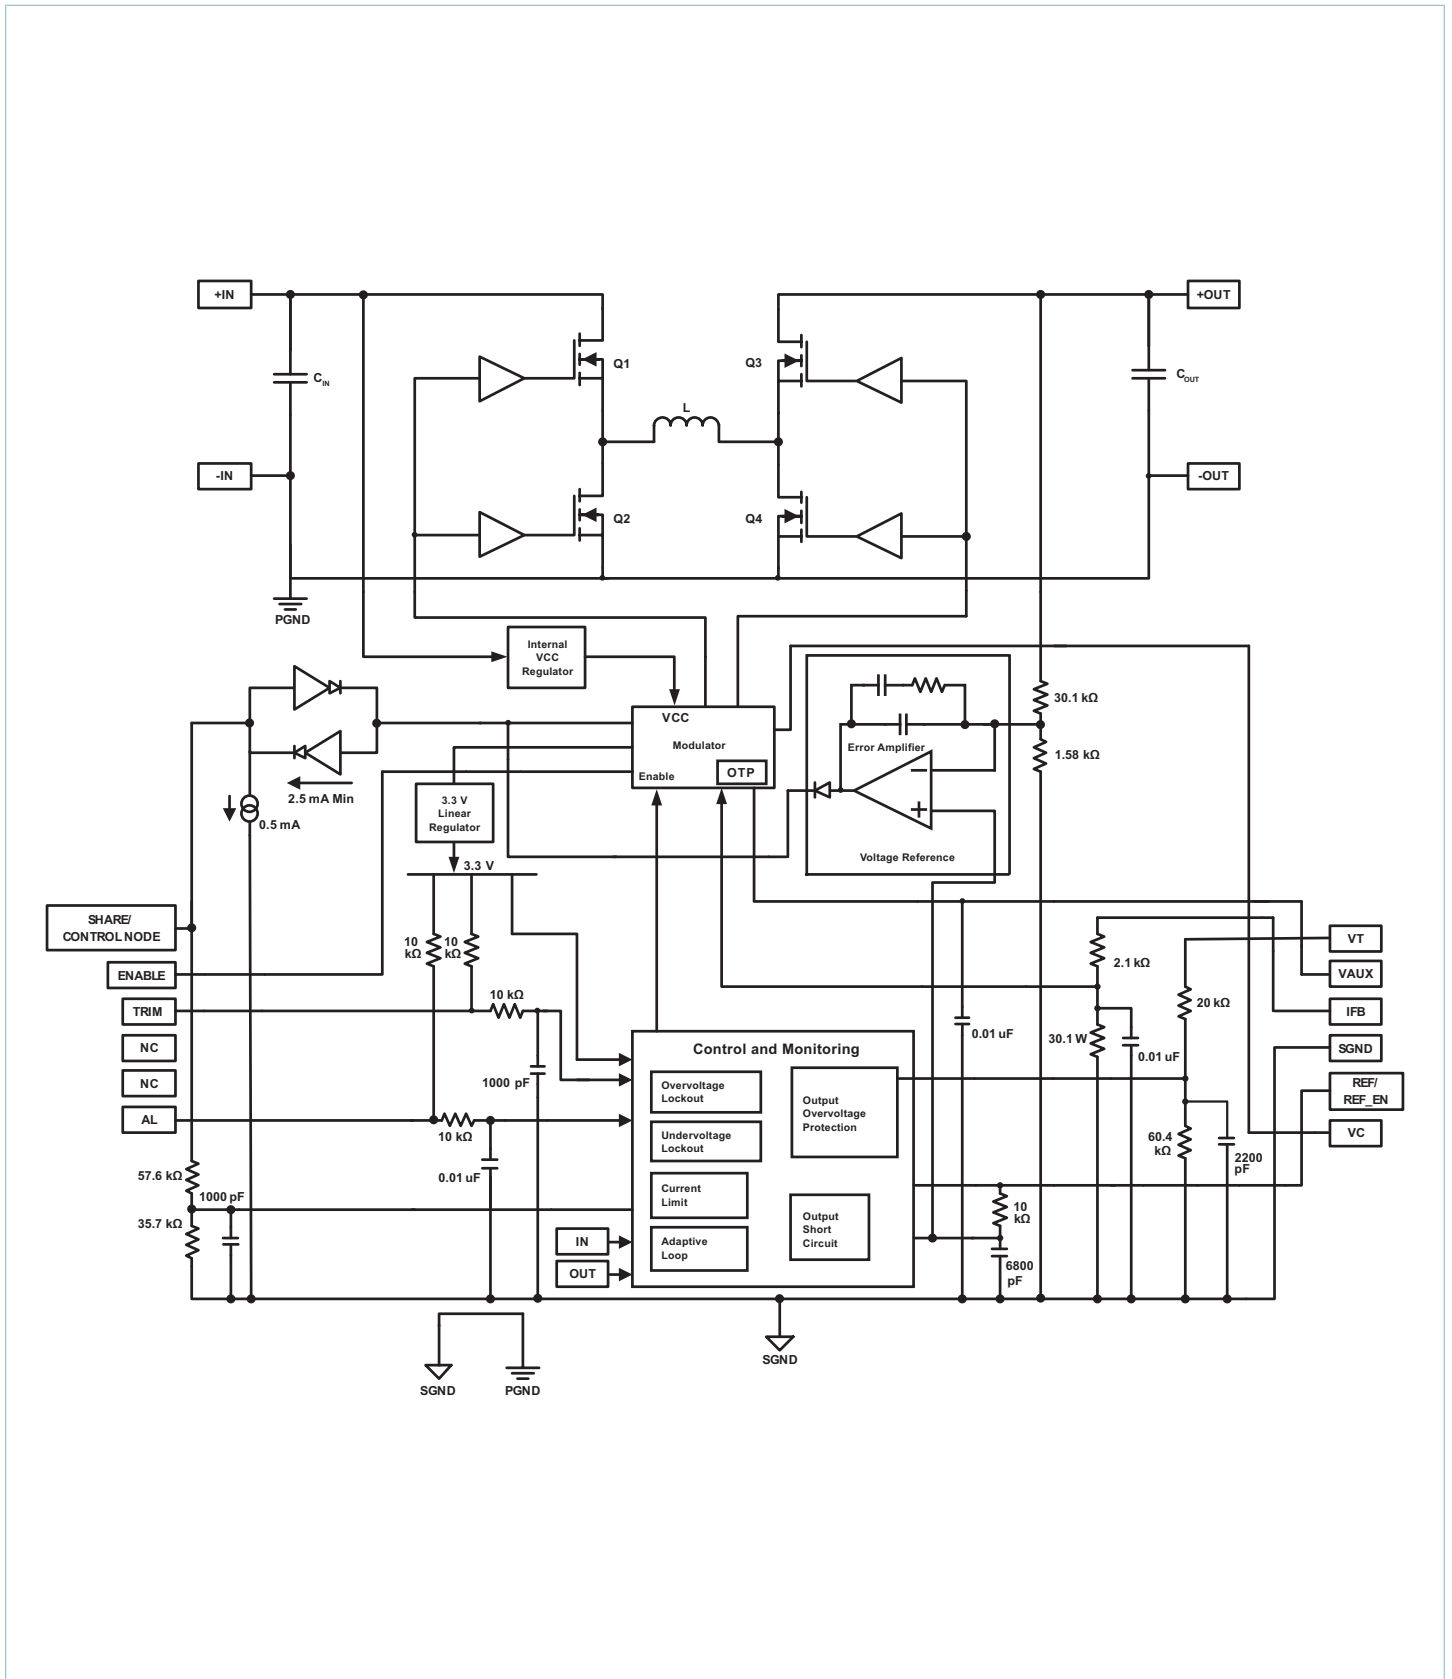 +IN
+OUT
Q1
Q3
C_IN
C_OUT
L
-IN
-OUT
Q2
Q4
PGND
Internal
VCC
Regulator
30.1 kΩ
VCC
Modulator
Error Amplifier
1.58 kΩ
OTP
Enable
2.5 mA Min
3.3 V
Linear
Regulator
0.5 mA
Voltage Reference
3.3 V
SHARE/
CONTROL NODE
VT
10
kΩ
10
kΩ
2.1 kΩ
ENABLE
VAUX
10 kΩ
20 kΩ
TRIM
IFB
0.01 uF
30.1 W
NC
Control and Monitoring
SGND
0.01 uF
1000 pF
NC
Overvoltage
Lockout
Output
Overvoltage
Protection
REF/
REF_EN
AL
10 kΩ
Undervoltage
Lockout
60.4
kΩ
VC
57.6 kΩ
0.01 uF
2200
pF
1000 pF
Current
Limit
35.7 kΩ
Output
Short
Circuit
10
kΩ
IN
Adaptive
Loop
OUT
6800
pF
SGND
SGND
PGND